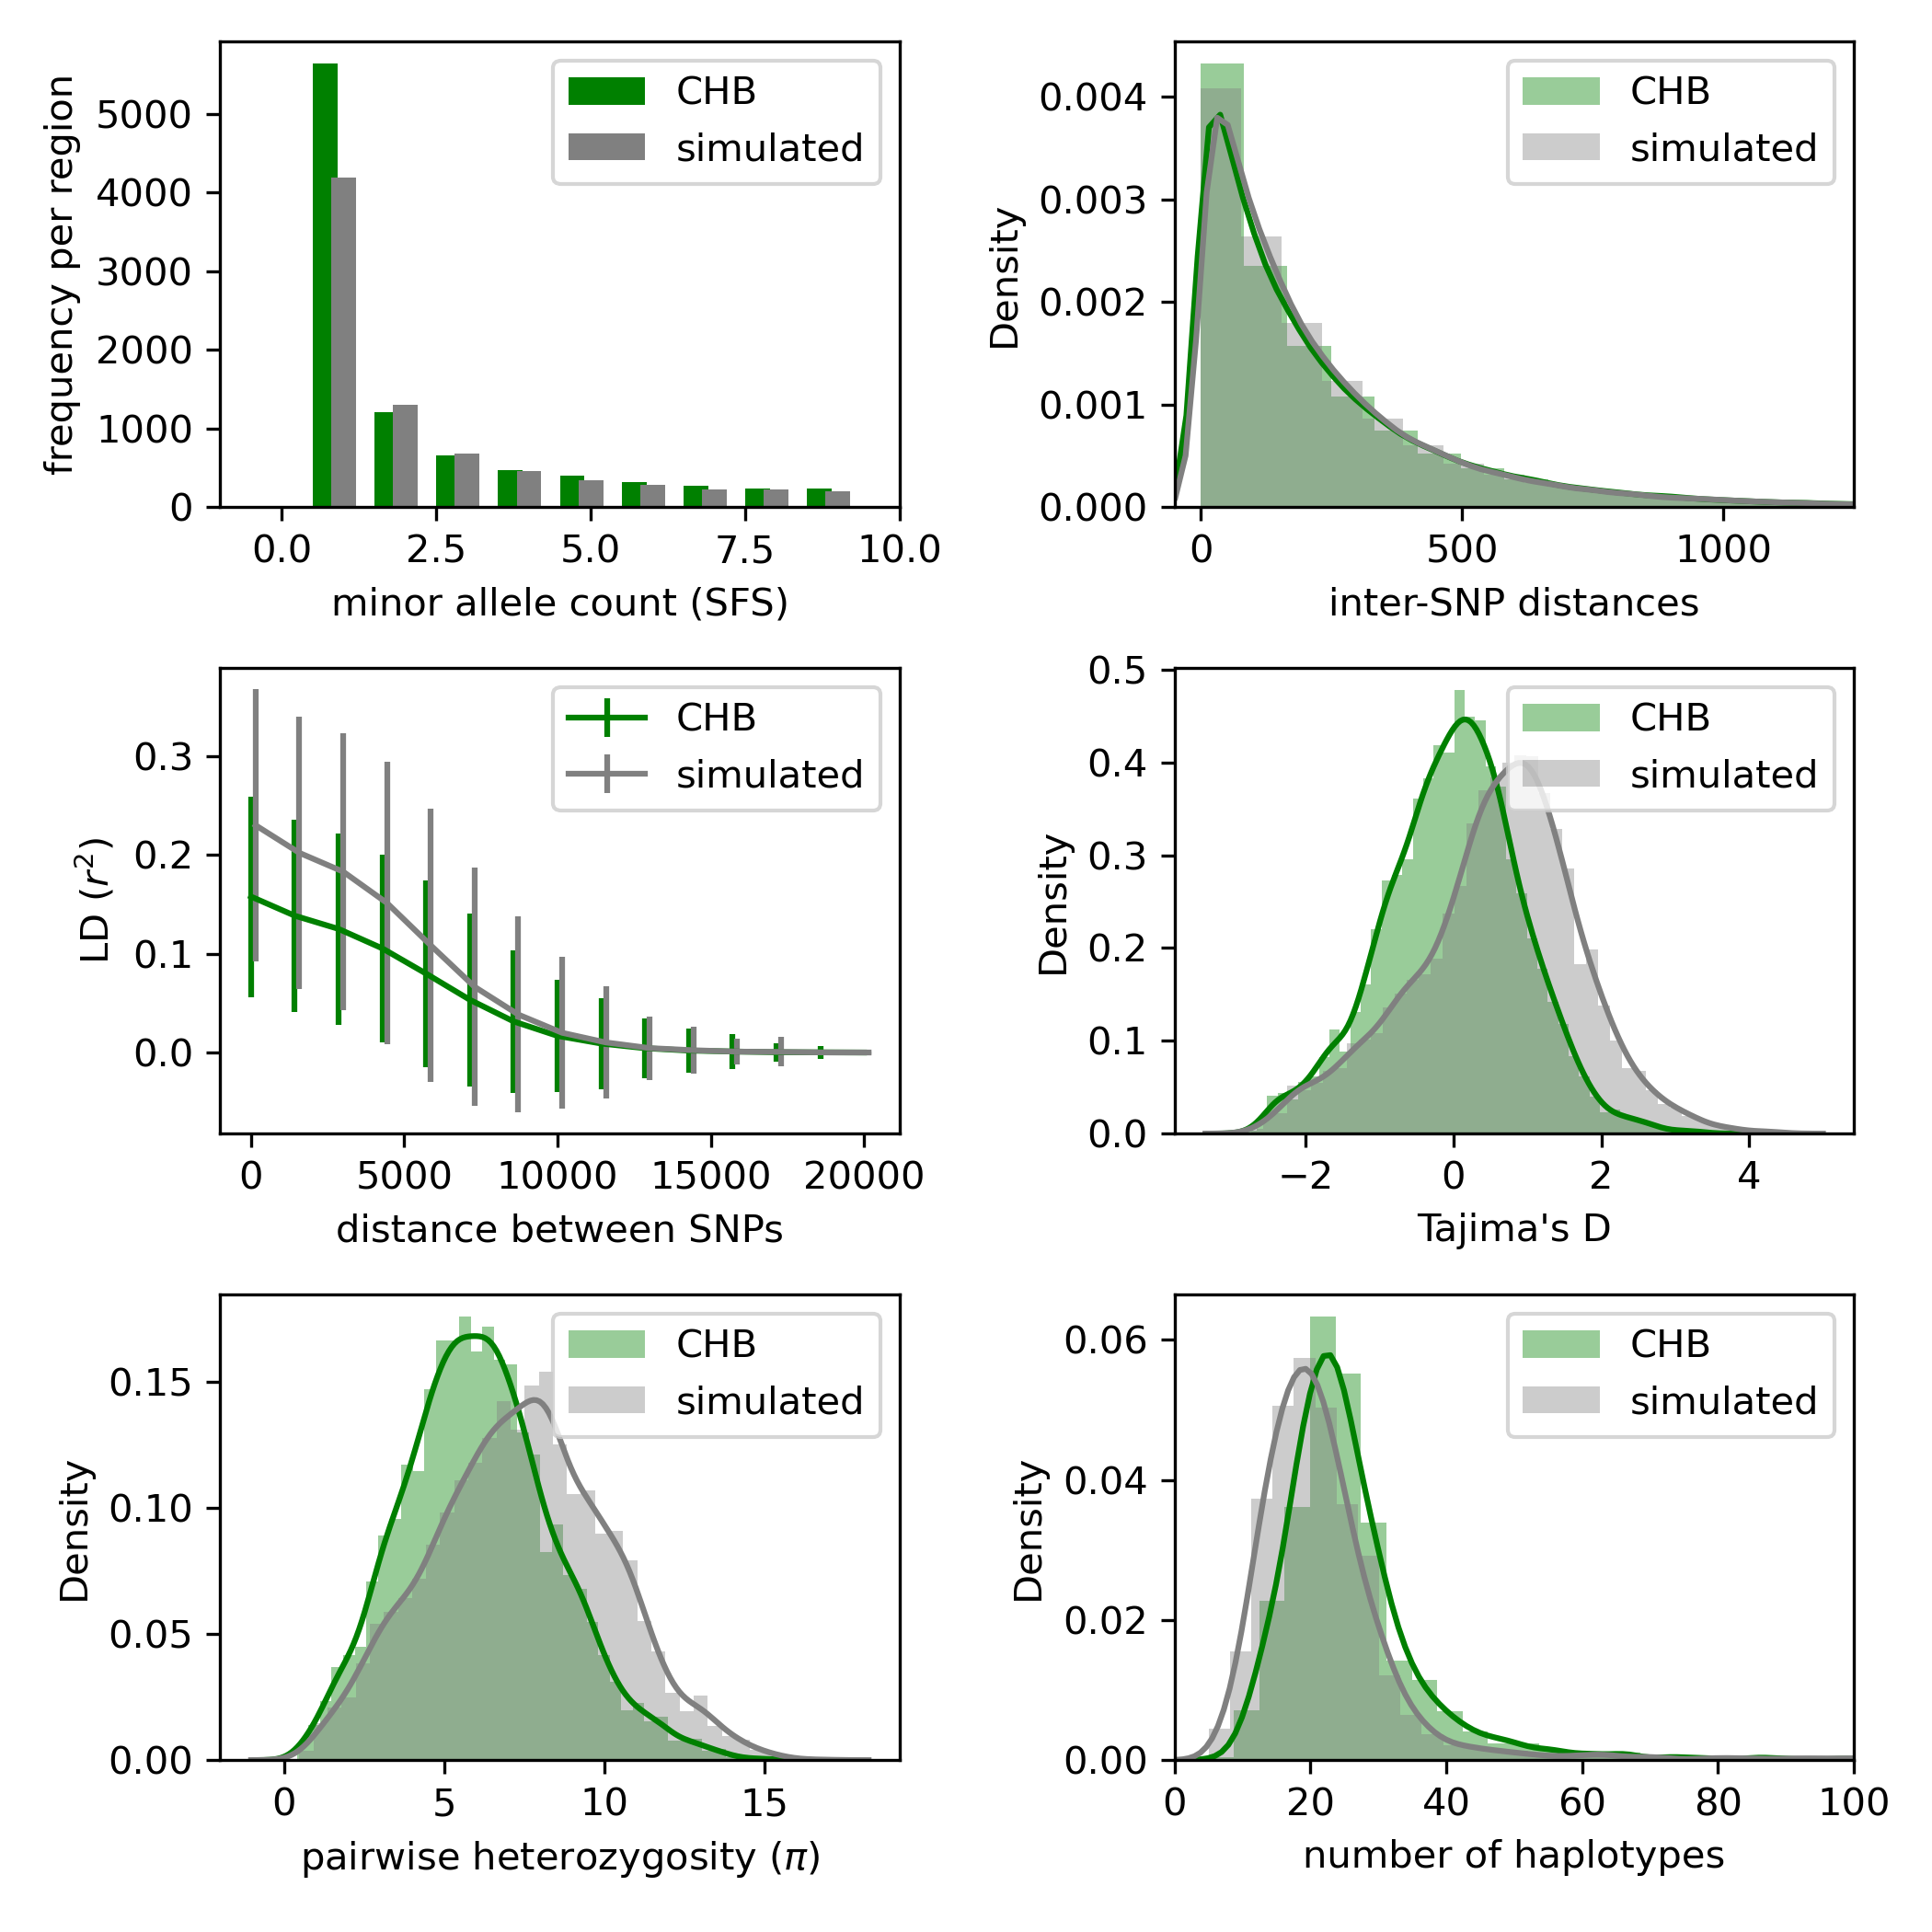 frequency per region
5000
4000
3000
2000
1000
0
0.0 2.5 5.0 7.5 10.0
minor allele count (SFS)
CHB
simulated
Density
0.004
0.003
0.002
0.001
0.000
0 500 1000
inter-SNP distances
CHB
simulated
LD (r²)
0.3
0.2
0.1
0.0
0 5000 10000 15000 20000
distance between SNPs
CHB
simulated
Density
0.5
0.4
0.3
0.2
0.1
0.0
−2 0 2 4
Tajima's D
CHB
simulated
Density
0.15
0.10
0.05
0.00
0 5 10 15
pairwise heterozygosity (π)
CHB
simulated
Density
0.06
0.04
0.02
0.00
0 20 40 60 80 100
number of haplotypes
CHB
simulated